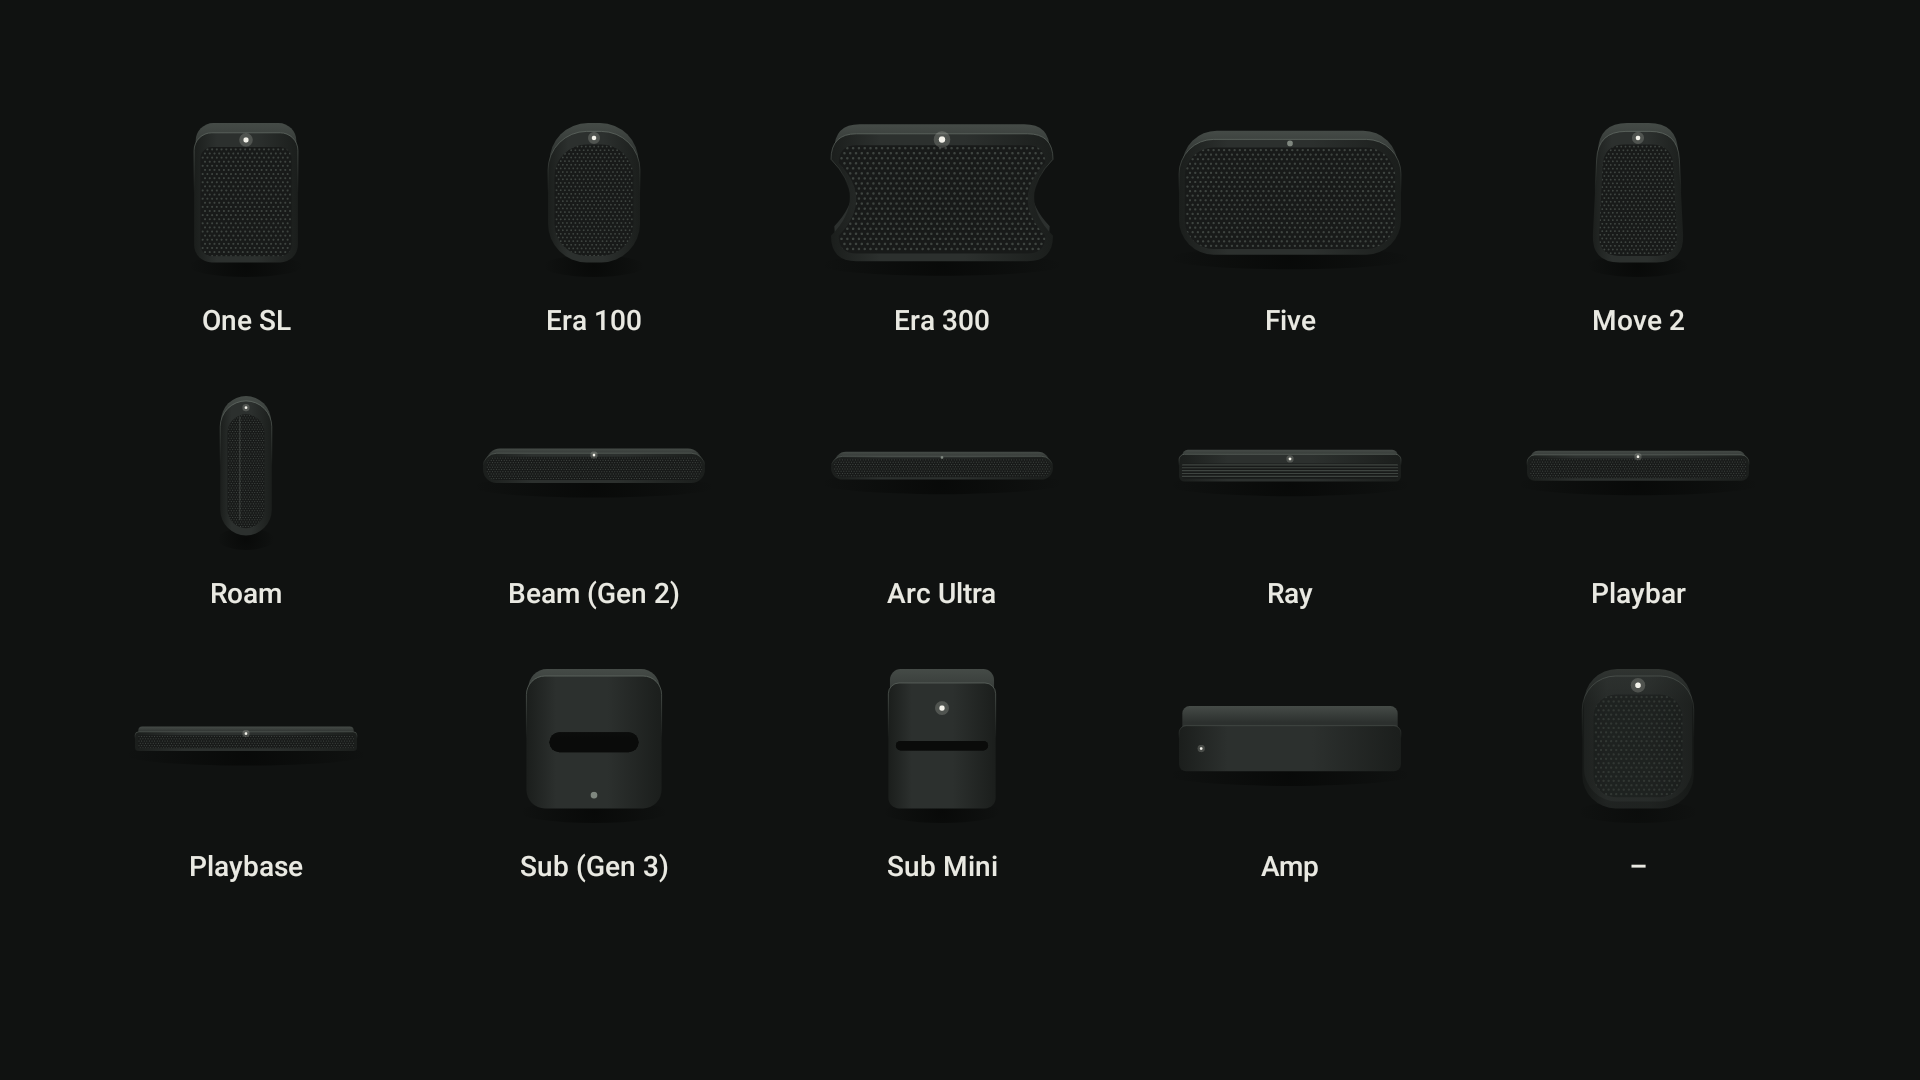 One SL
Era 100
Era 300
Five
Move 2
Roam
Beam (Gen 2)
Arc Ultra
Ray
Playbar
Playbase
Sub (Gen 3)
Sub Mini
Amp
–